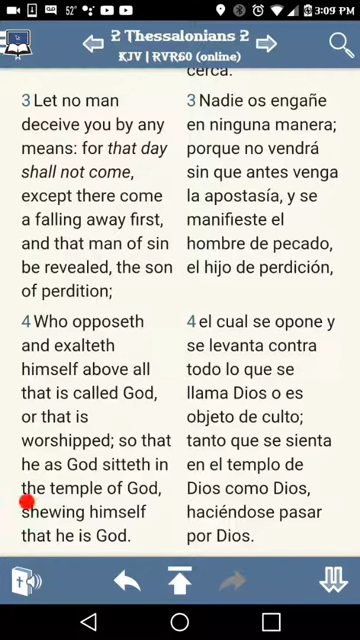 52°
3:09 PM
2 Thessalonians 2
KJV | RVR60 (online)
cerca.
3 Let no man
deceive you by any
means: for that day
shall not come,
except there come
a falling away first,
and that man of sin
be revealed, the son
of perdition;
3 Nadie os engañe
en ninguna manera;
porque no vendrá
sin que antes venga
la apostasía, y se
manifieste el
hombre de pecado,
el hijo de perdición,
4 Who opposeth
and exalteth
himself above all
that is called God,
or that is
worshipped; so that
he as God sitteth in
the temple of God,
shewing himself
that he is God.
4 el cual se opone y
se levanta contra
todo lo que se
llama Dios o es
objeto de culto;
tanto que se sienta
en el templo de
Dios como Dios,
haciéndose pasar
por Dios.